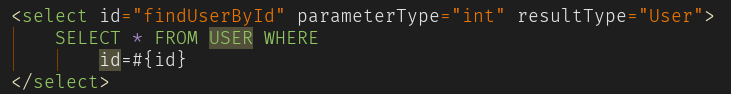 <select id="findUserById" parameterType="int" resultType="User">
SELECT * FROM USER WHERE
id=#{id}
</select>